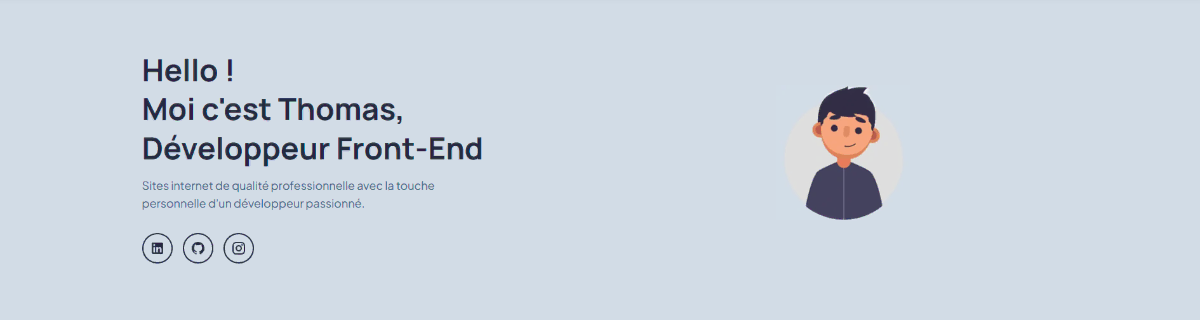 Hello !
Moi c'est Thomas,
Développeur Front-End
Sites internet de qualité professionnelle avec la touche
personnelle d'un développeur passionné.